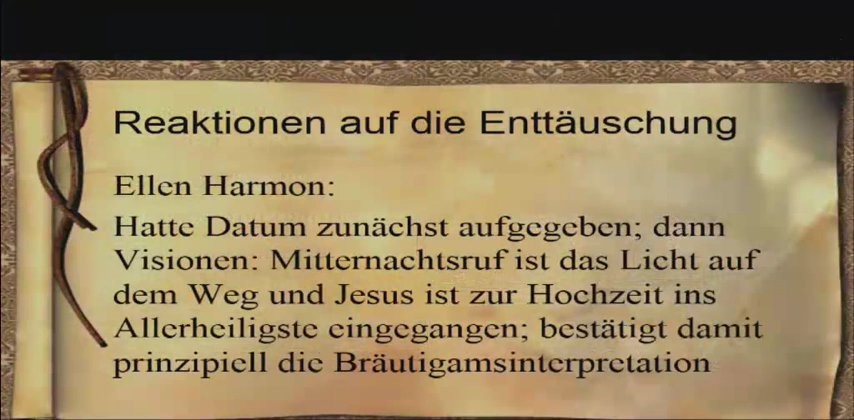 Reaktionen auf die Enttäuschung
Ellen Harmon:
Hatte Datum zunächst aufgegeben; dann
Visionen: Mitternachtsruf ist das Licht auf
dem Weg und Jesus ist zur Hochzeit ins
Allerheiligste eingegangen; bestätigt damit
prinzipiell die Bräutigamsinterpretation